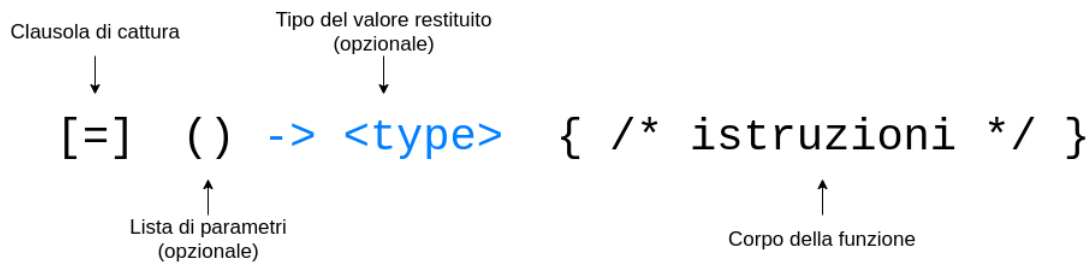 Clausola di cattura
Tipo del valore restituito
(opzionale)
[=] () -> <type> { /* istruzioni */ }
Lista di parametri
(opzionale)
Corpo della funzione